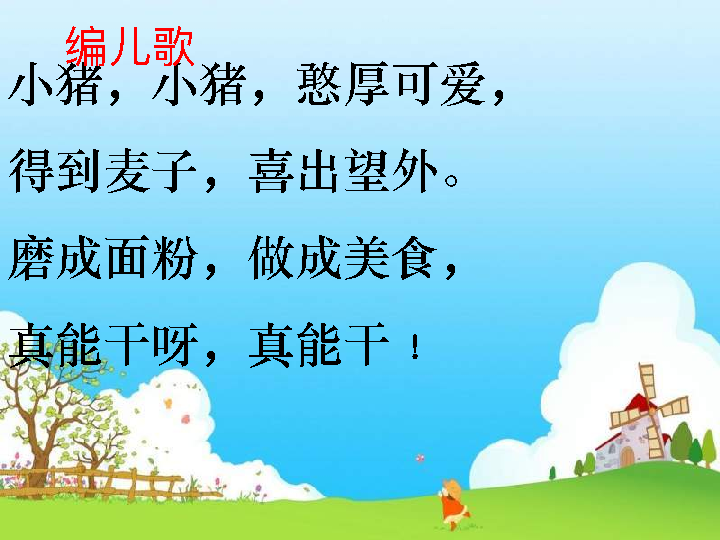 编儿歌
小猪，小猪，憨厚可爱，
得到麦子，喜出望外。
磨成面粉，做成美食，
真能干呀，真能干！